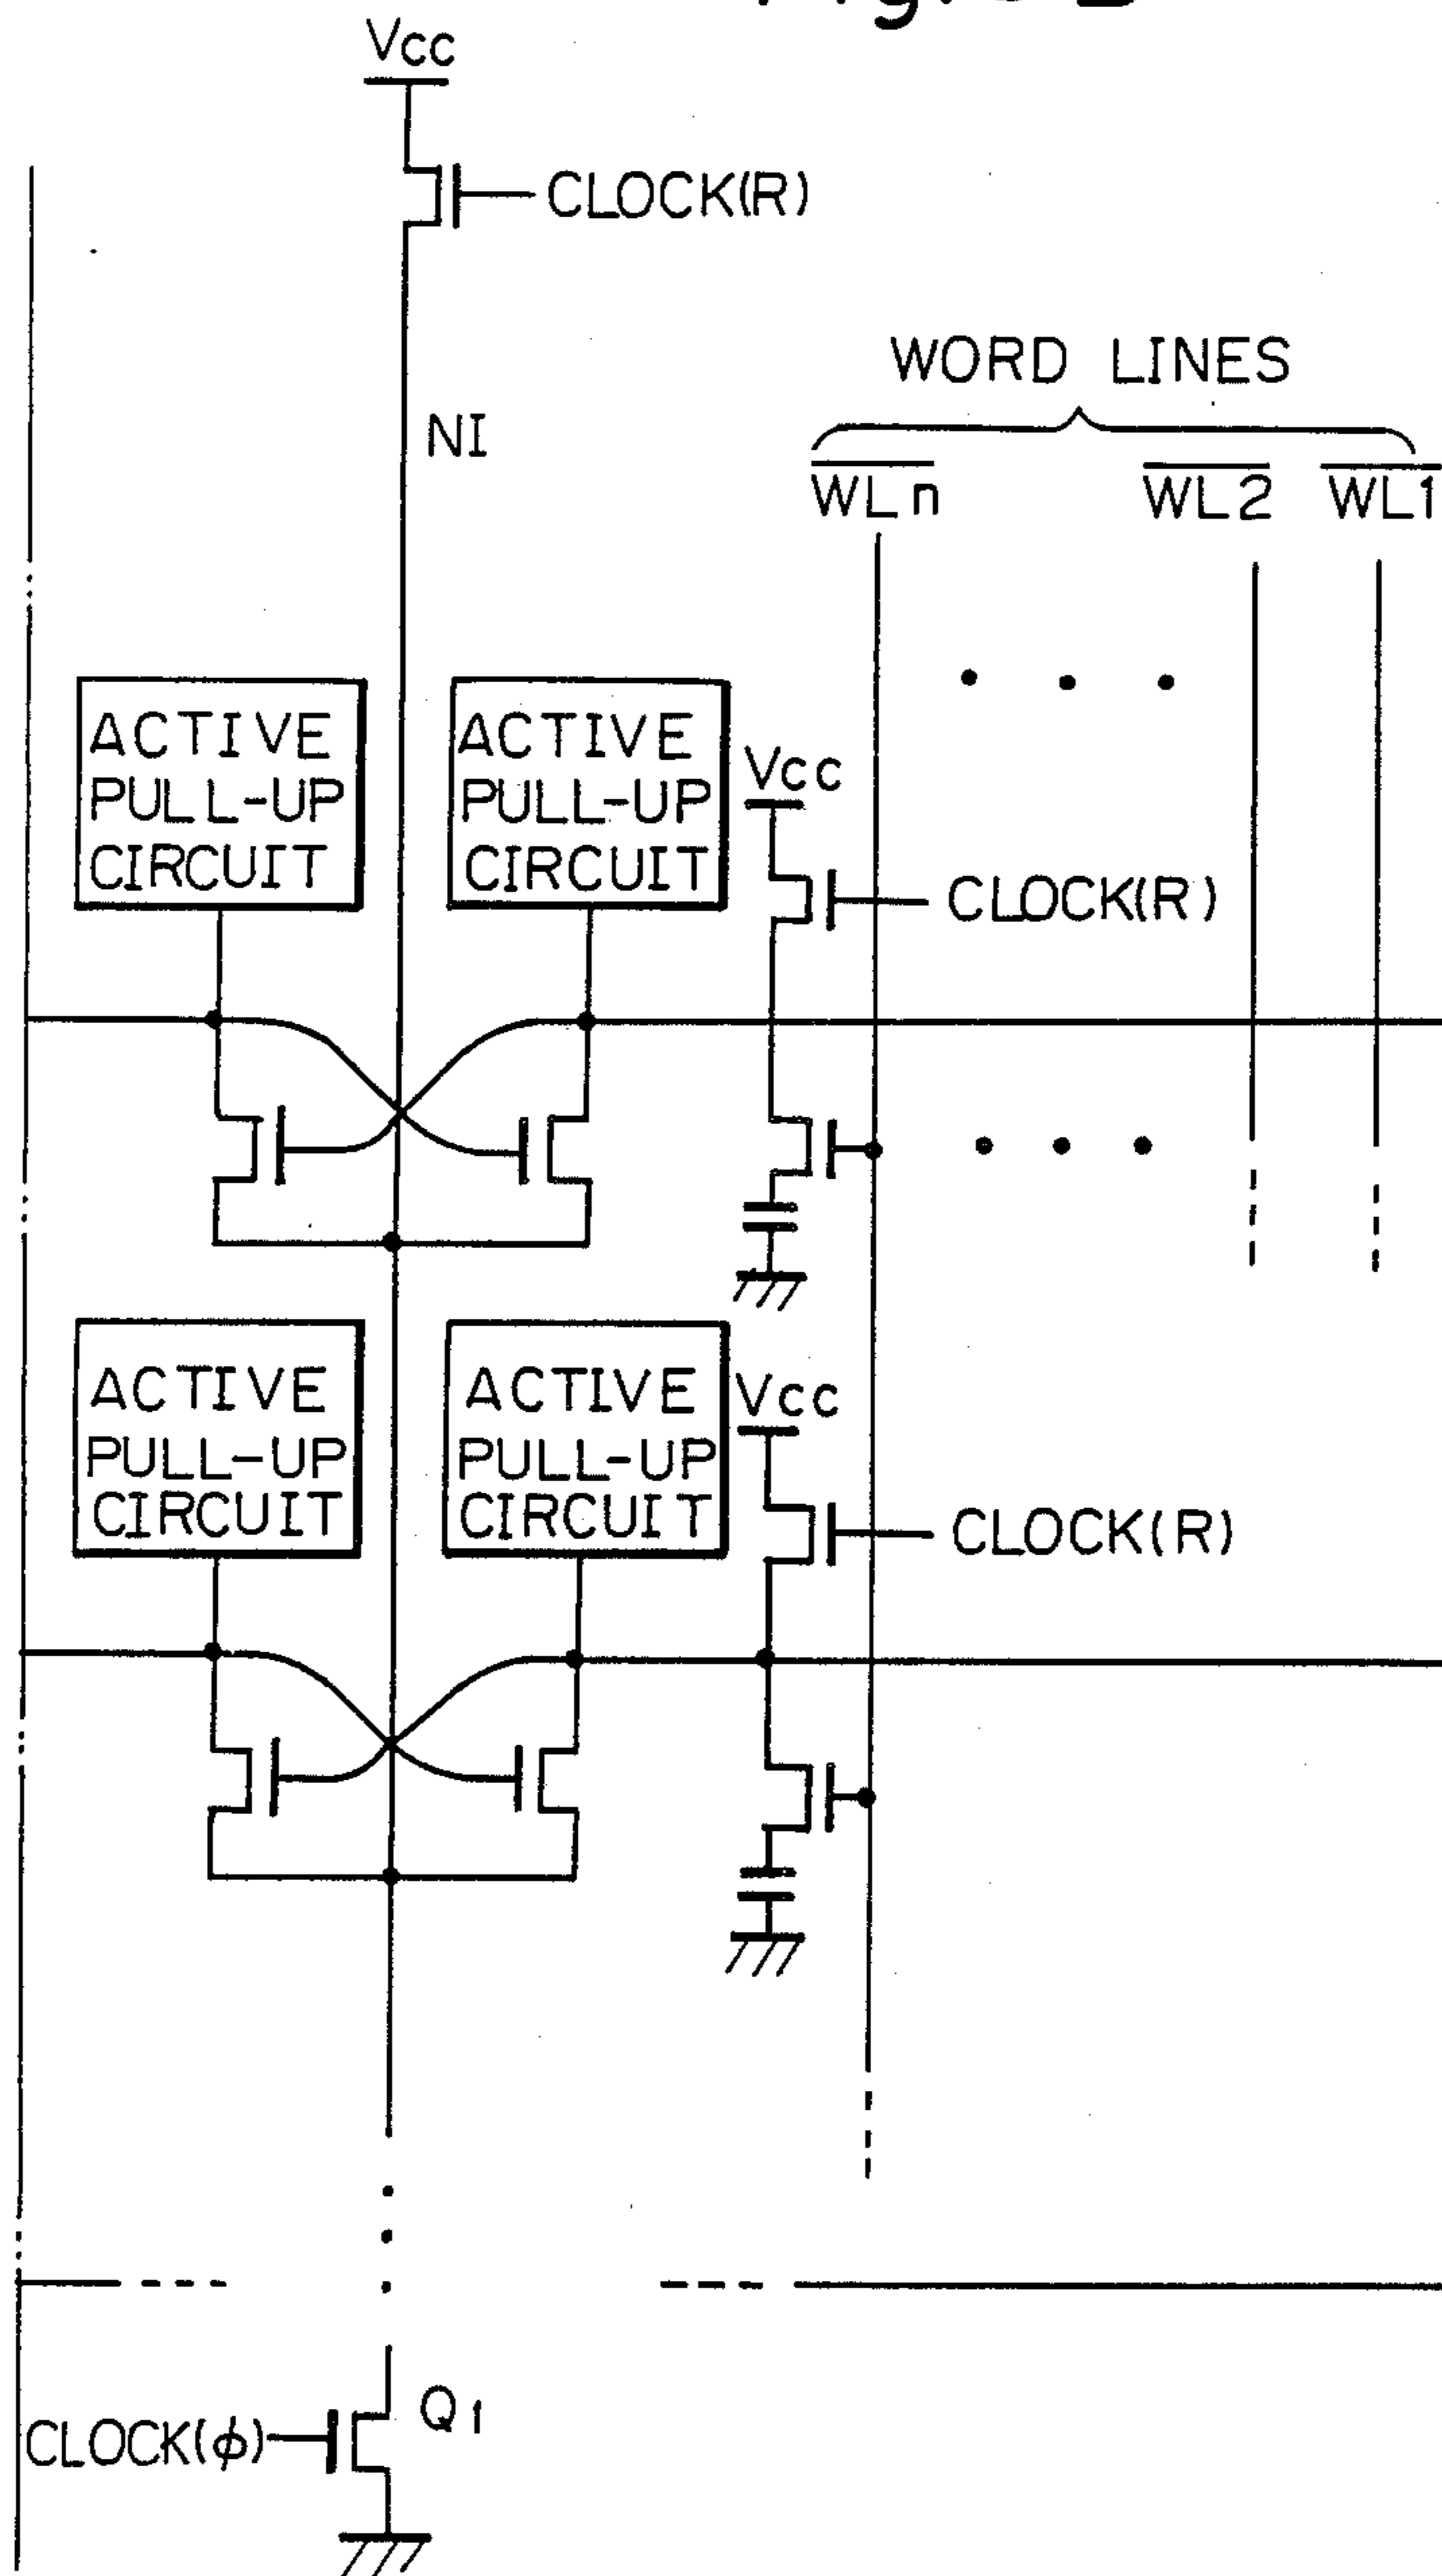 Vcc
CLOCK(R)
WORD LINES
NI
WLn WL2 WL1
ACTIVE
PULL-UP
CIRCUIT
ACTIVE
PULL-UP
CIRCUIT
Vcc
CLOCK(R)
ACTIVE
PULL-UP
CIRCUIT
ACTIVE
PULL-UP
CIRCUIT
Vcc
CLOCK(R)
Q1
CLOCK(ϕ)